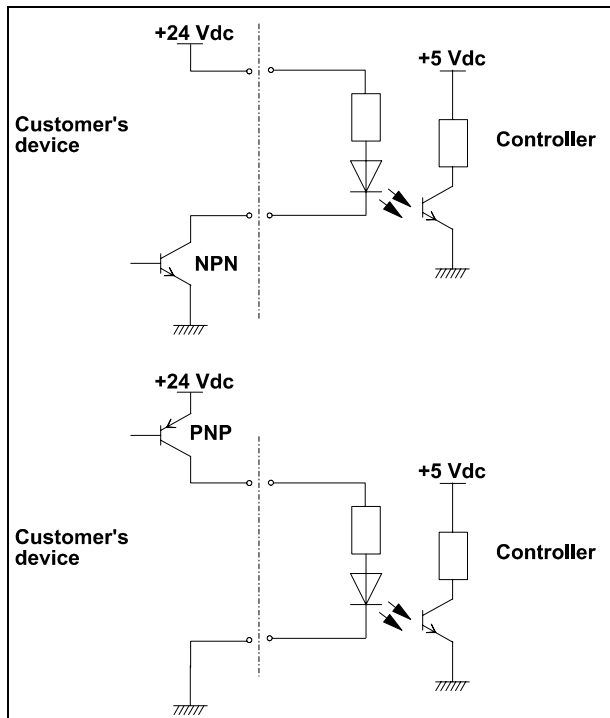 +24 Vdc
+5 Vdc
Customer's
device
Controller
NPN
+24 Vdc
PNP
+5 Vdc
Customer's
device
Controller